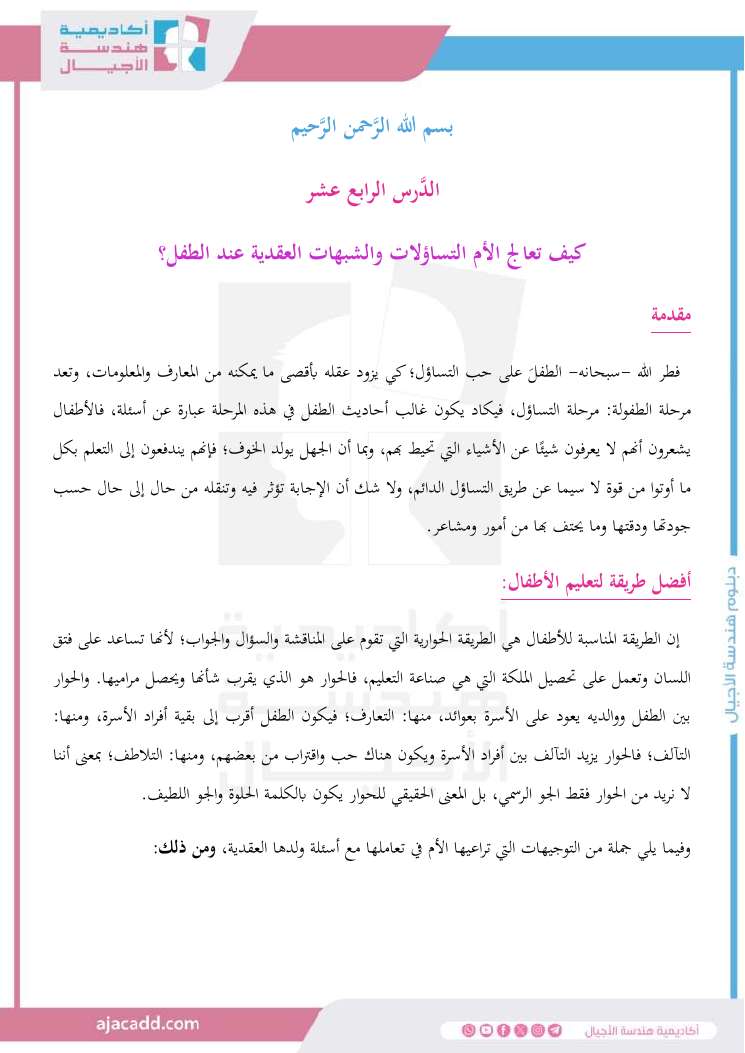 أكاديمية
هندسة
الأجيال
بسم الله الرَّحمن الرَّحيم
الدَّرس الرابع عشر
كيف تعالج الأم التساؤلات والشبهات العقدية عند الطفل؟
مقدمة
فطر الله –سبحانه– الطفلَ على حب التساؤل؛ كي يزود عقله بأقصى ما يمكنه من المعارف والمعلومات، وتعد
مرحلة الطفولة: مرحلة التساؤل، فيكاد يكون غالب أحاديث الطفل في هذه المرحلة عبارة عن أسئلة، فالأطفال
يشعرون أنهم لا يعرفون شيئًا عن الأشياء التي تحيط بهم، وبما أن الجهل يولد الخوف؛ فإنهم يندفعون إلى التعلم بكل
ما أوتوا من قوة لا سيما عن طريق التساؤل الدائم، ولا شك أن الإجابة تؤثر فيه وتنقله من حال إلى حال حسب
جودتها ودقتها وما يحتف بها من أمور ومشاعر.
أفضل طريقة لتعليم الأطفال:
إن الطريقة المناسبة للأطفال هي الطريقة الحوارية التي تقوم على المناقشة والسؤال والجواب؛ لأنها تساعد على فتق
اللسان وتعمل على تحصيل الملكة التي هي صناعة التعليم، فالحوار هو الذي يقرب شأنها ويحصل مراميها. والحوار
بين الطفل ووالديه يعود على الأسرة بعوائد، منها: التعارف؛ فيكون الطفل أقرب إلى بقية أفراد الأسرة، ومنها:
التآلف؛ فالحوار يزيد التآلف بين أفراد الأسرة ويكون هناك حب واقتراب من بعضهم، ومنها: التلاطف؛ بمعنى أننا
لا نريد من الحوار فقط الجو الرسمي، بل المعنى الحقيقي للحوار يكون بالكلمة الحلوة والجو اللطيف.
وفيما يلي جملة من التوجيهات التي تراعيها الأم في تعاملها مع أسئلة ولدها العقدية، ومن ذلك:
دبلوم هندسة الأجيال
أكاديمية
هندسة
الأجيال
أكاديمية هندسة الأجيال
ajacadd.com